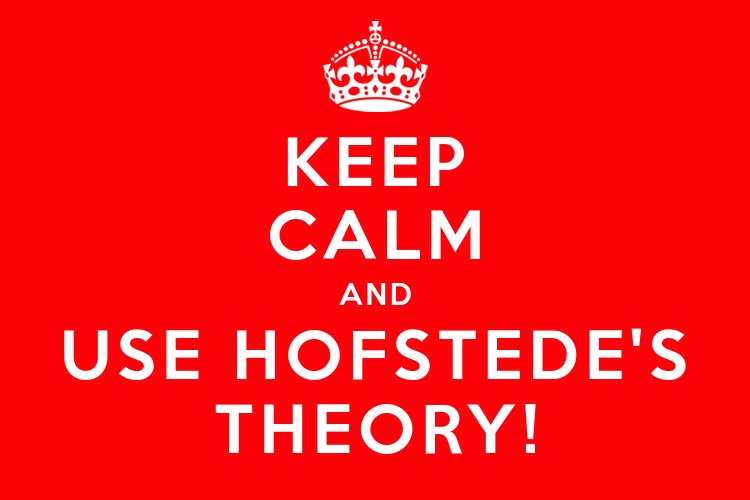 KEEP
CALM
AND
USE HOFSTEDE'S
THEORY!